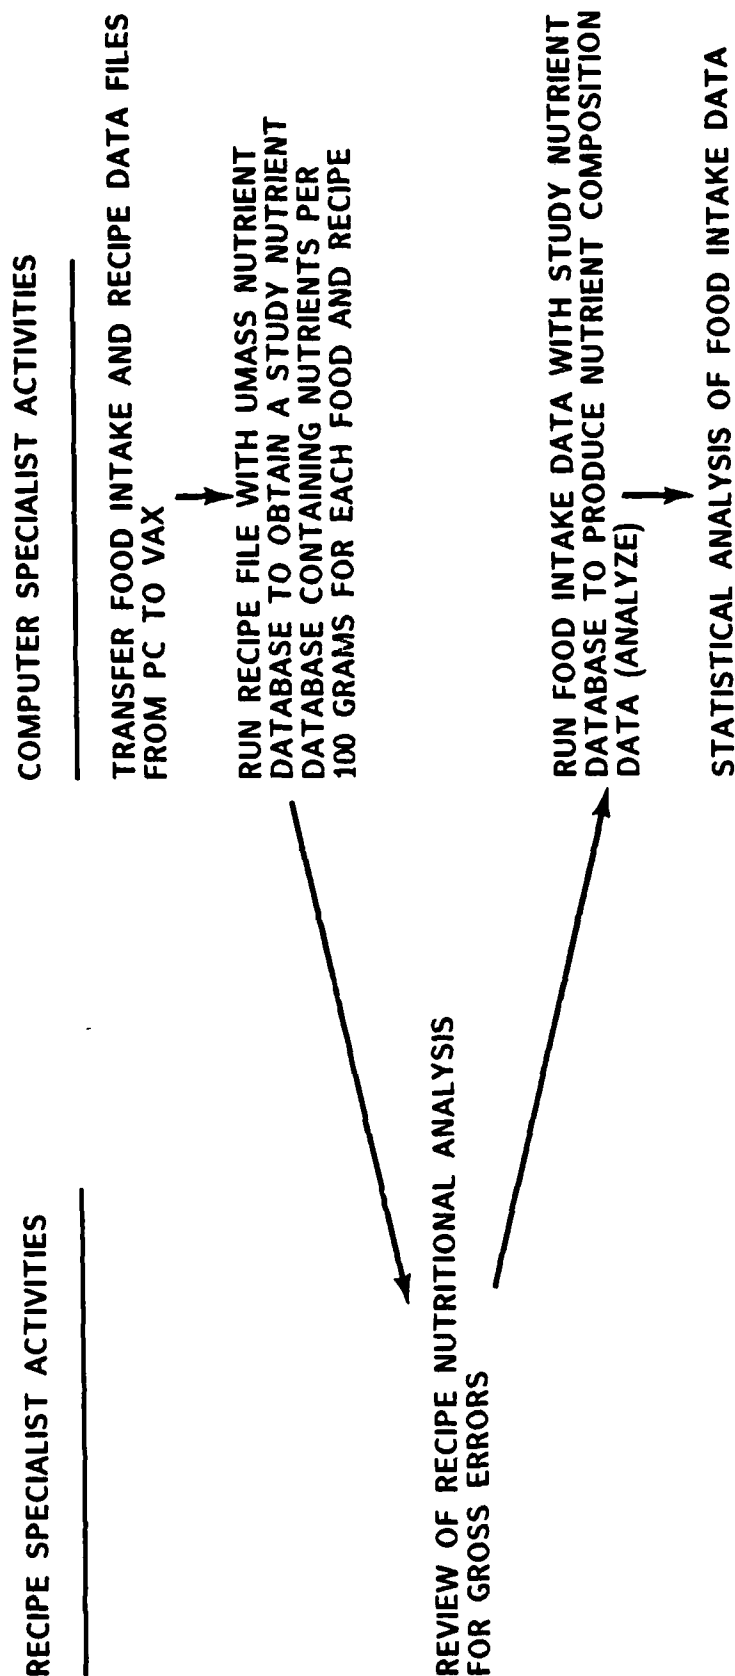 RECIPE SPECIALIST ACTIVITIES
COMPUTER SPECIALIST ACTIVITIES
TRANSFER FOOD INTAKE AND RECIPE DATA FILES
FROM PC TO VAX
RUN RECIPE FILE WITH UMASS NUTRIENT
DATABASE TO OBTAIN A STUDY NUTRIENT
DATABASE CONTAINING NUTRIENTS PER
100 GRAMS FOR EACH FOOD AND RECIPE
REVIEW OF RECIPE NUTRITIONAL ANALYSIS
FOR GROSS ERRORS
RUN FOOD INTAKE DATA WITH STUDY NUTRIENT
DATABASE TO PRODUCE NUTRIENT COMPOSITION
DATA (ANALYZE)
STATISTICAL ANALYSIS OF FOOD INTAKE DATA